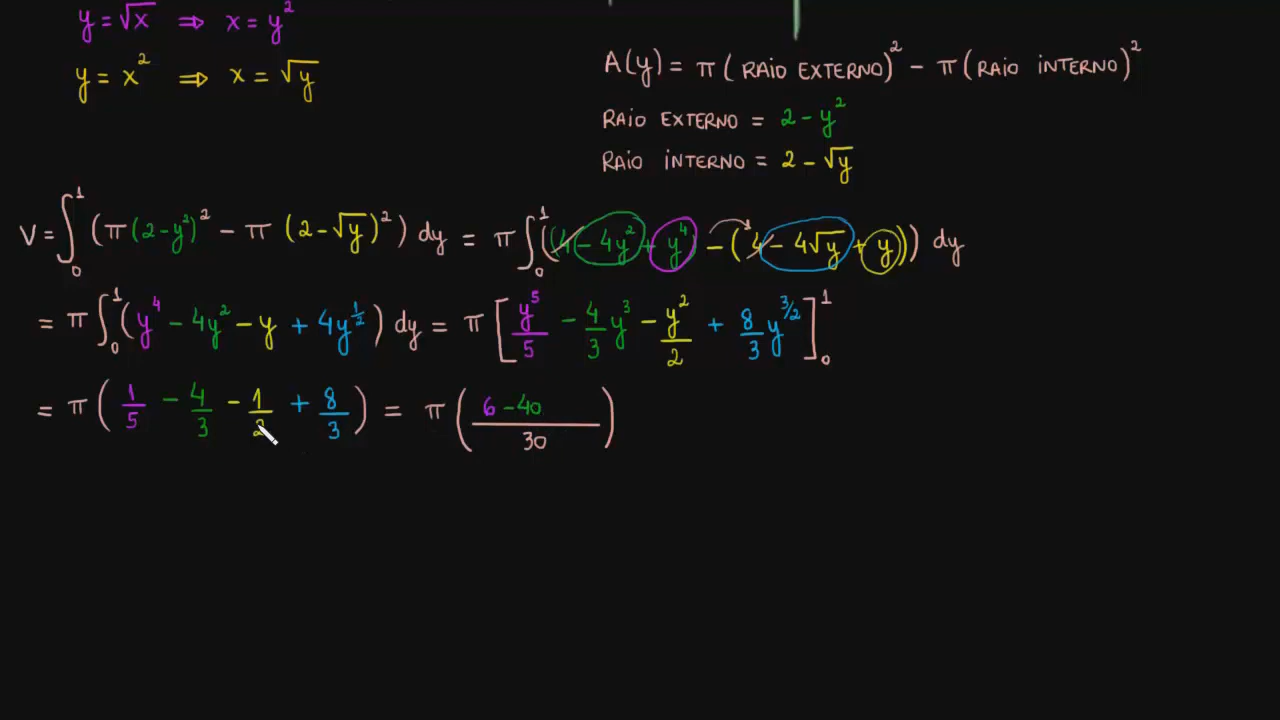 y = √x ⇒ x = y²
y = x² ⇒ x = √y
A(y) = π(RAIO EXTERNO)² − π(RAIO INTERNO)²
RAIO EXTERNO = 2 − y²
RAIO INTERNO = 2 − √y
V = ∫₀¹ (π(2−y²)² − π(2−√y)²) dy = π ∫₀¹ ((4 − 4y² + y⁴) − (4 − 4√y + y)) dy
= π ∫₀¹ (y⁴ − 4y² − y + 4y^{1/2}) dy = π [y⁵/5 − 4/3 y³ − y²/2 + 8/3 y^{3/2}]₀¹
= π (1/5 − 4/3 − 1/2 + 8/3) = π (6 − 40 / 30)